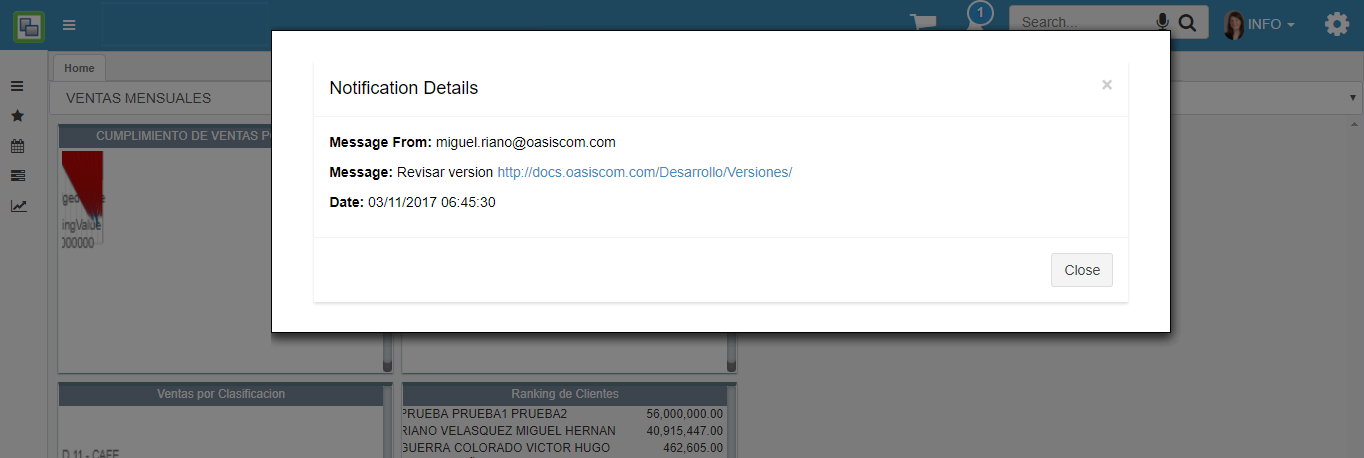 1
Search...
INFO
Home
VENTAS MENSUALES
CUMPLIMIENTO DE VENTAS
Notification Details
×
Message From: miguel.riano@oasiscom.com
Message: Revisar version http://docs.oasiscom.com/Desarrollo/Versiones/
Date: 03/11/2017 06:45:30
Close
ingValue
000000
Ventas por Clasificacion
Ranking de Clientes
PRUEBA PRUEBA1 PRUEBA2 56,000,000.00
RIANO VELASQUEZ MIGUEL HERNAN 40,915,447.00
GUERRA COLORADO VICTOR HUGO 462,605.00
D 11 - CAFE